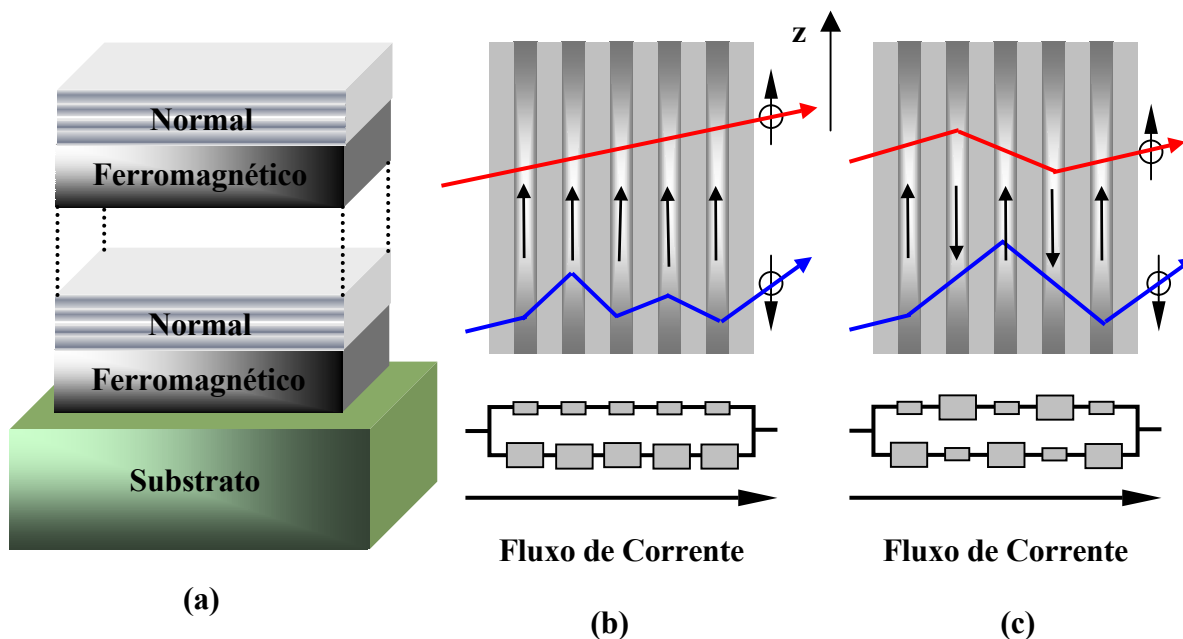 Normal
Ferromagnético
Normal
Ferromagnético
Substrato
(a)
z
Fluxo de Corrente
(b)
Fluxo de Corrente
(c)